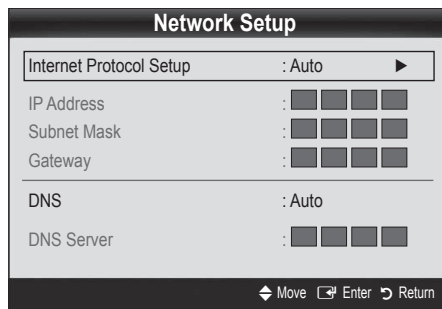 Network Setup
Internet Protocol Setup : Auto ►
IP Address :
Subnet Mask :
Gateway :
DNS : Auto
DNS Server :
Move Enter Return